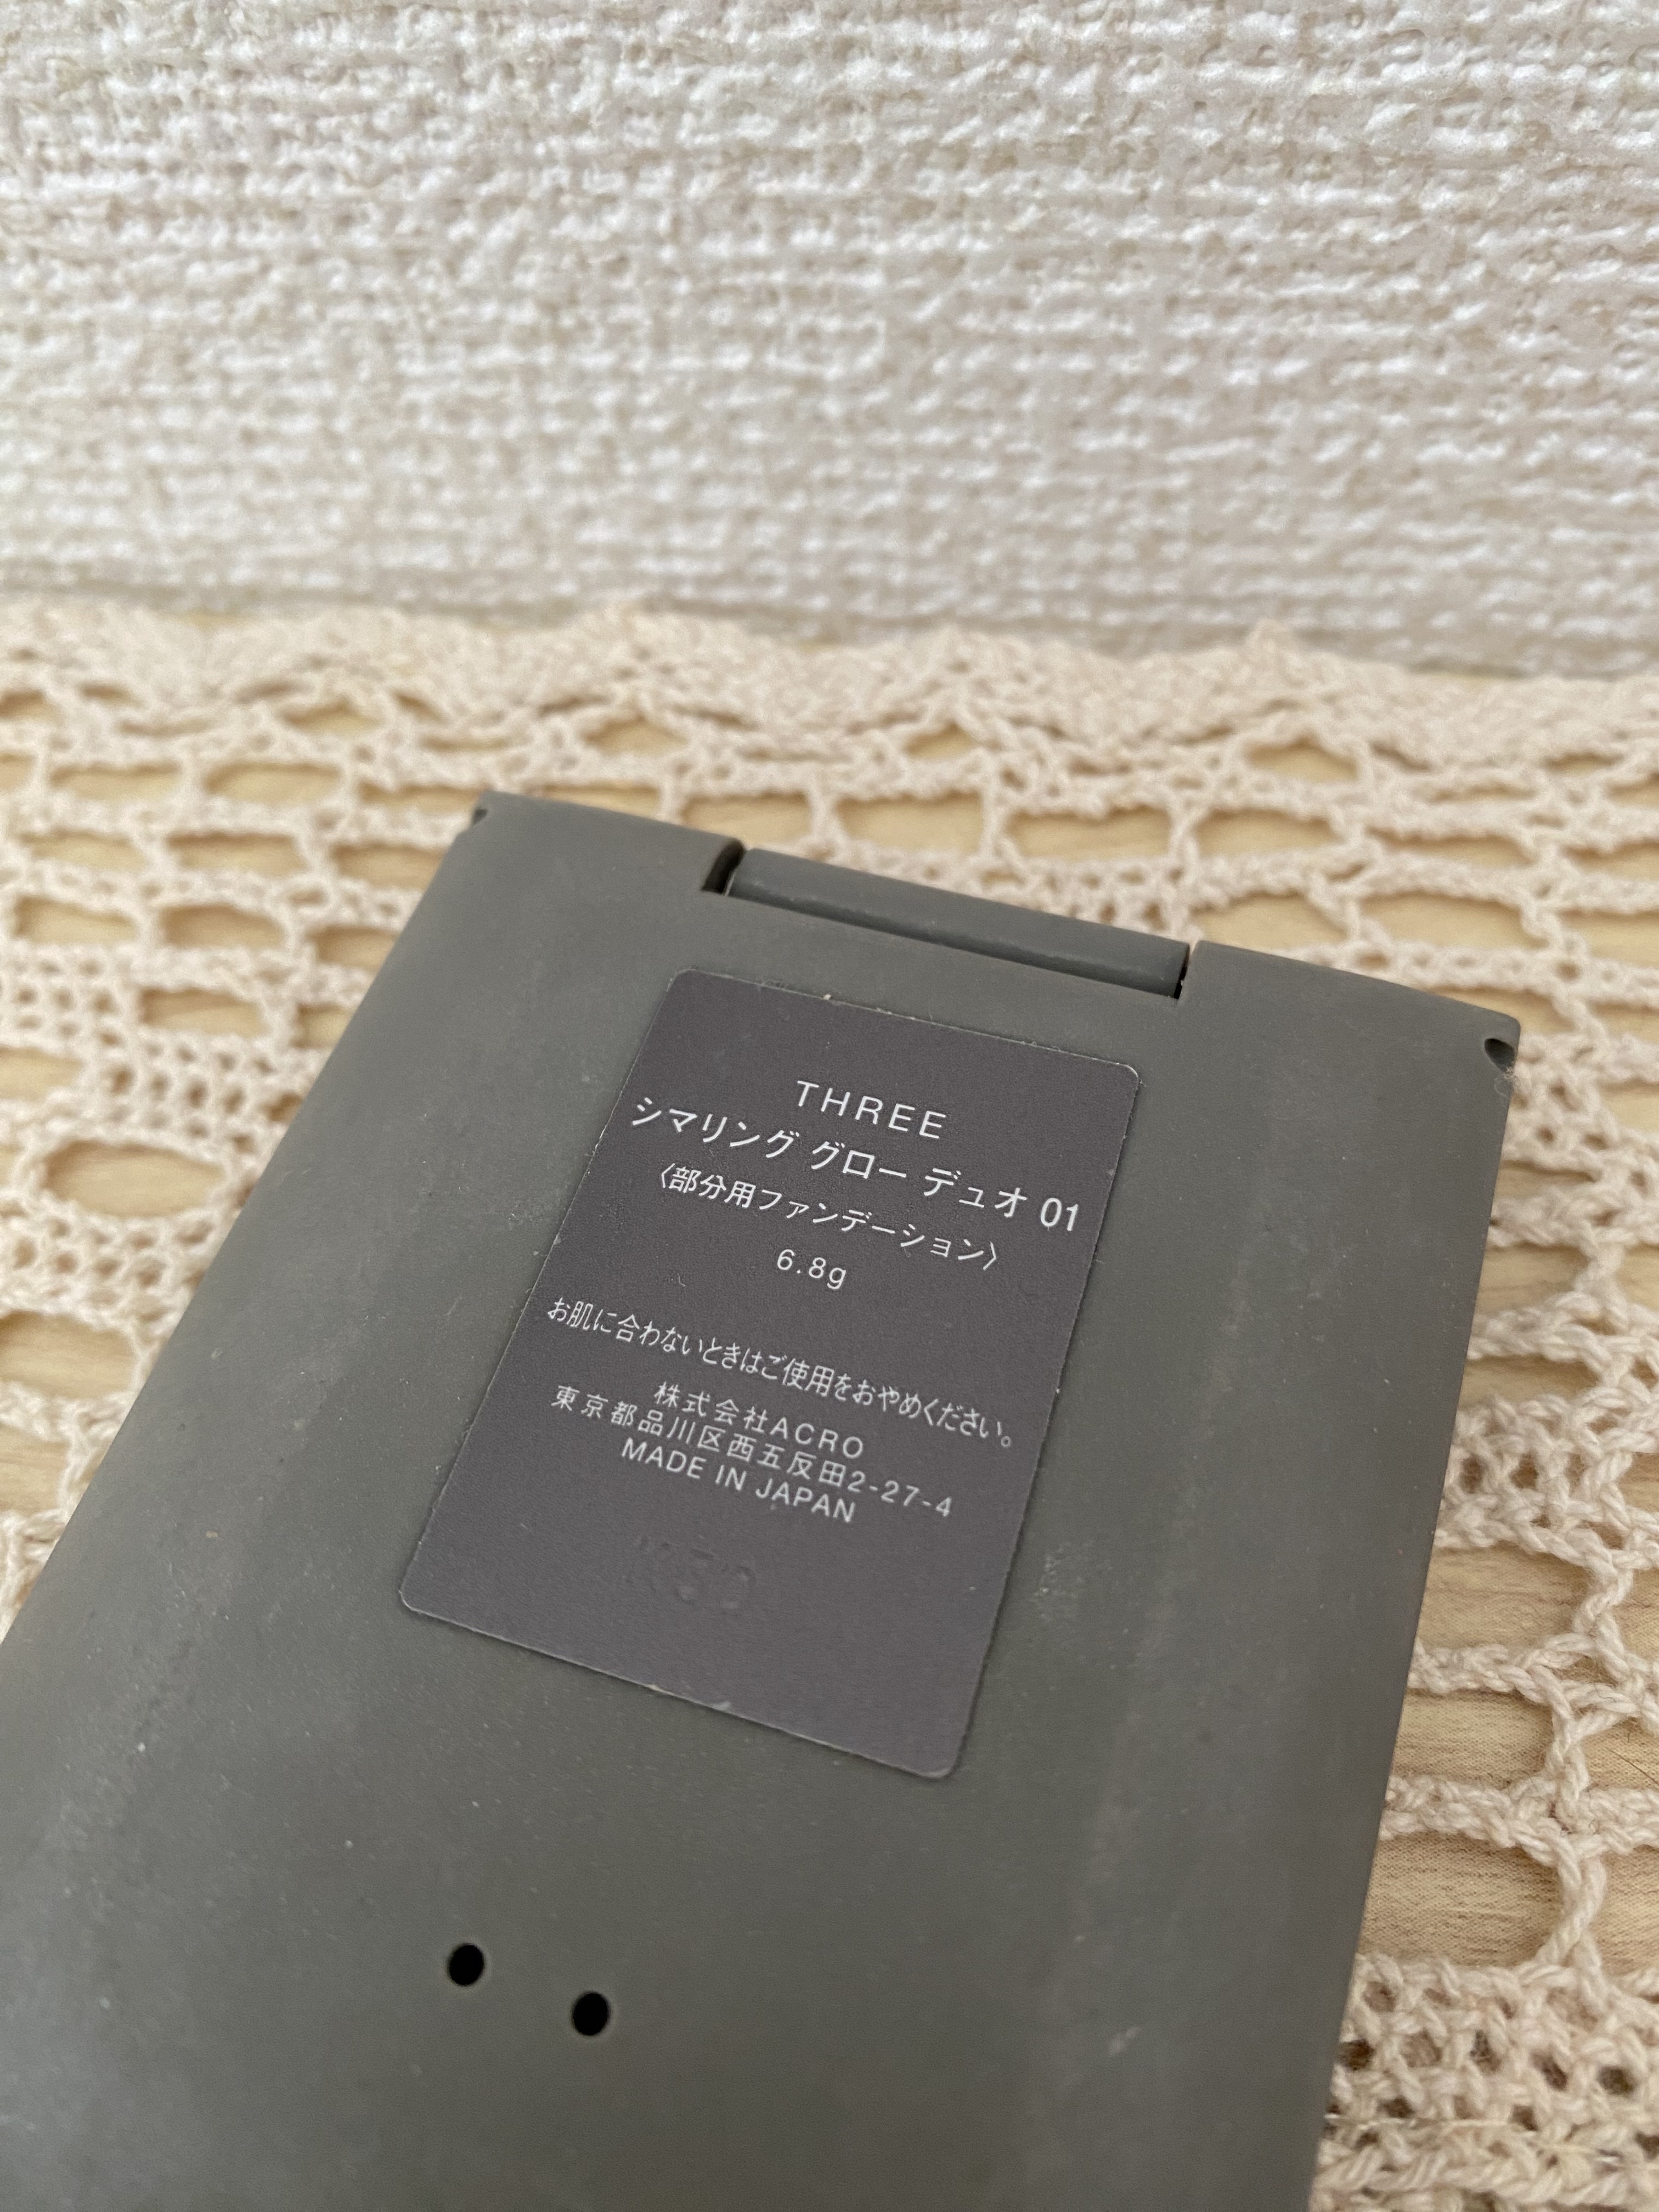 THREE
シマリング グロー デュオ 01
〈部分用ファンデーション〉
6.8g
お肌に合わないときはご使用をおやめください。
株式会社ACRO
東京都品川区西五反田2-27-4
MADE IN JAPAN